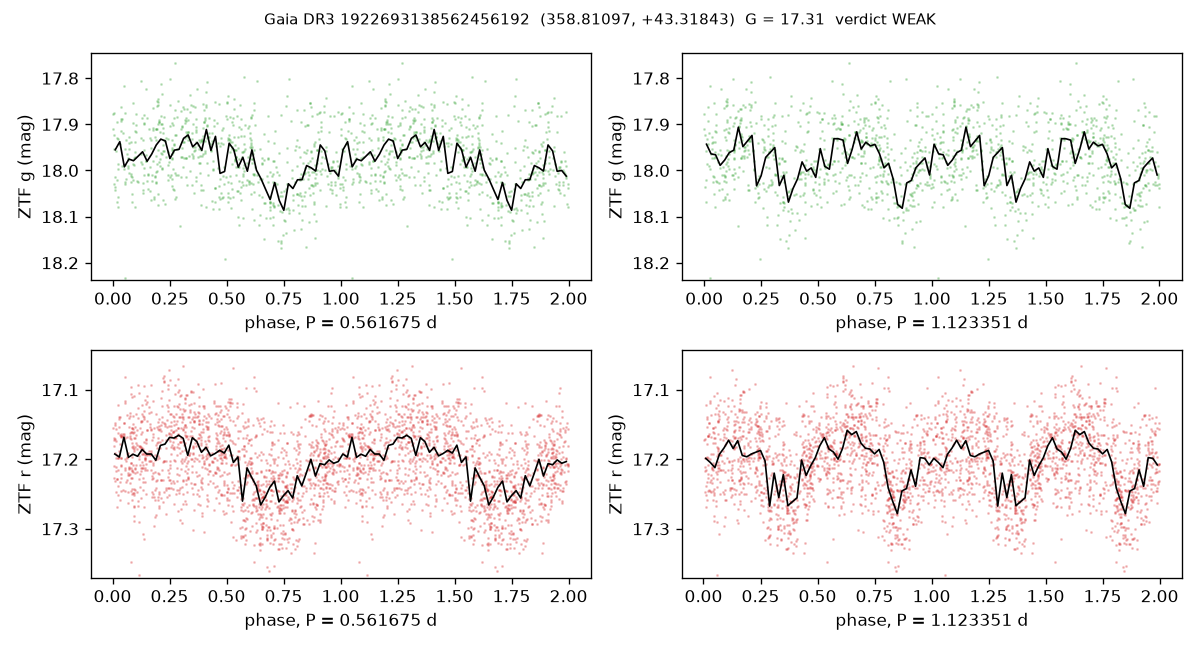 Gaia DR3 1922693138562456192  (358.81097, +43.31843)  G = 17.31  verdict WEAK
ZTF g (mag)
17.8
17.9
18.0
18.1
18.2
0.00 0.25 0.50 0.75 1.00 1.25 1.50 1.75 2.00
phase, P = 0.561675 d
ZTF g (mag)
17.8
17.9
18.0
18.1
18.2
0.00 0.25 0.50 0.75 1.00 1.25 1.50 1.75 2.00
phase, P = 1.123351 d
ZTF r (mag)
17.1
17.2
17.3
0.00 0.25 0.50 0.75 1.00 1.25 1.50 1.75 2.00
phase, P = 0.561675 d
ZTF r (mag)
17.1
17.2
17.3
0.00 0.25 0.50 0.75 1.00 1.25 1.50 1.75 2.00
phase, P = 1.123351 d